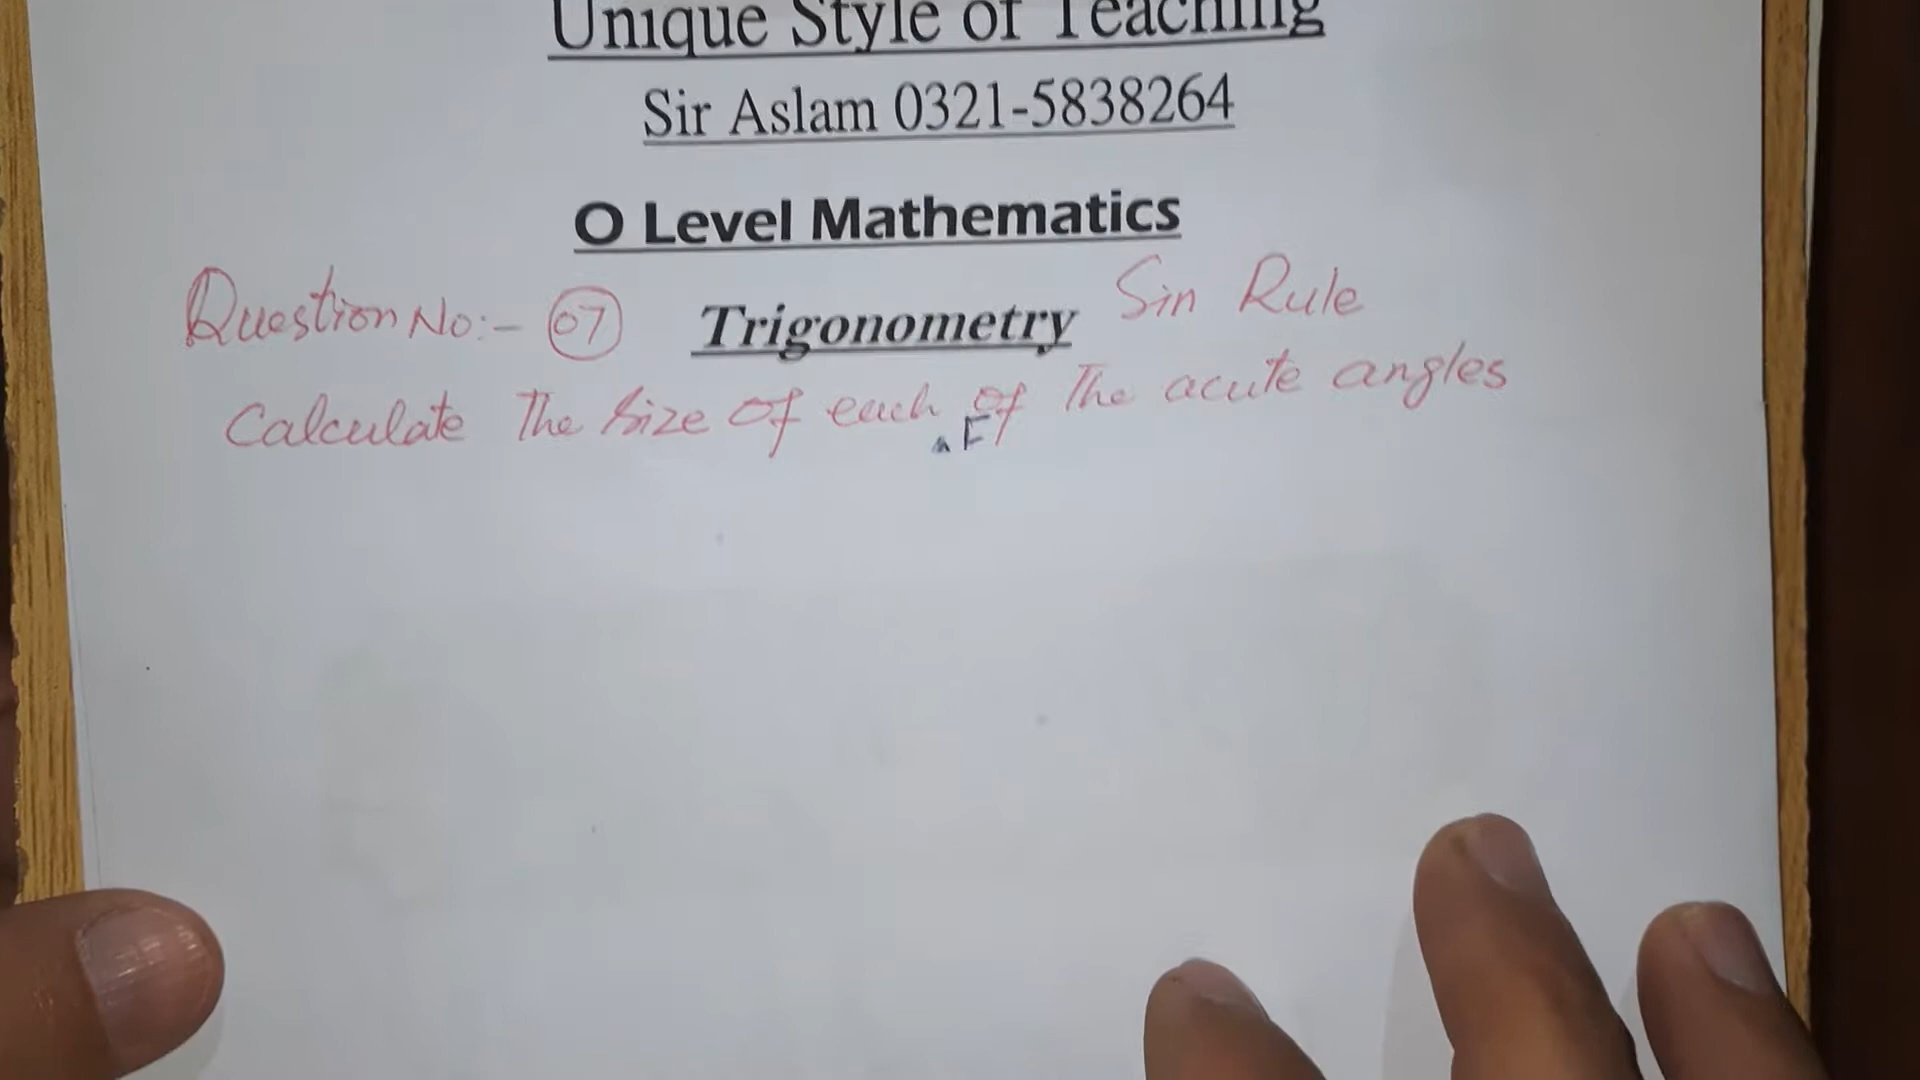 Unique Style of Teaching
Sir Aslam 0321-5838264
O Level Mathematics
Question No:- 07 Trigonometry Sin Rule
Calculate The size of each of The acute angles
F